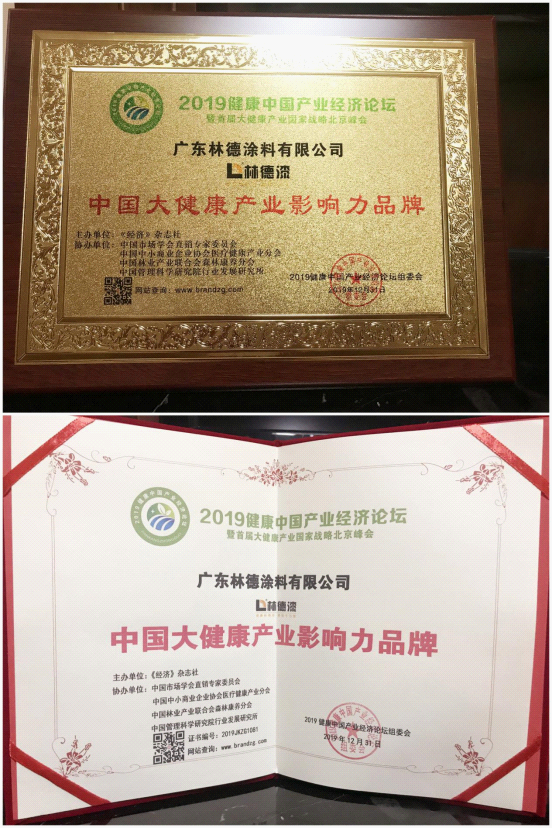 2019健康中国产业经济论坛
暨首届大健康产业国家战略北京峰会
广东林德涂料有限公司
林德漆
中国大健康产业影响力品牌
主办单位:《经济》杂志社
协办单位:中国市场学会直销专家委员会
中国中小商业企业协会医疗健康产业分会
中国林业产业联合会森林康养分会
中国管理科学研究院行业发展研究所
网站查询:www.brandzg.com
2019健康中国产业经济论坛组委会
2019年12月31日
2019健康中国产业经济论坛
暨首届大健康产业国家战略北京峰会
广东林德涂料有限公司
林德漆
中国大健康产业影响力品牌
主办单位:《经济》杂志社
协办单位:中国市场学会直销专家委员会
中国中小商业企业协会医疗健康产业分会
中国林业产业联合会森林康养分会
中国管理科学研究院行业发展研究所
证书编号:2019JKZG1081
网站查询:www.brandzg.com
2019健康中国产业经济论坛组委会
2019年12月31日